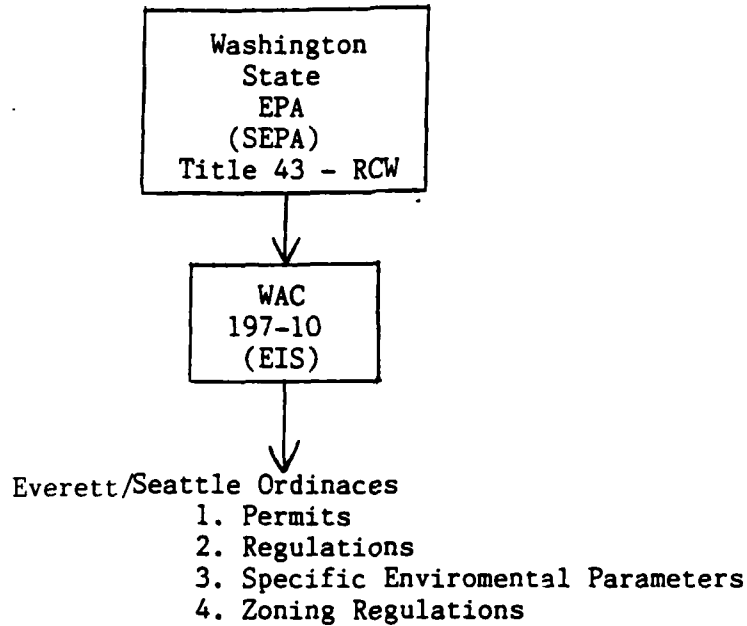 Washington
State
EPA
(SEPA)
Title 43 - RCW
WAC
197-10
(EIS)
Everett/Seattle Ordinaces
1. Permits
2. Regulations
3. Specific Enviromental Parameters
4. Zoning Regulations